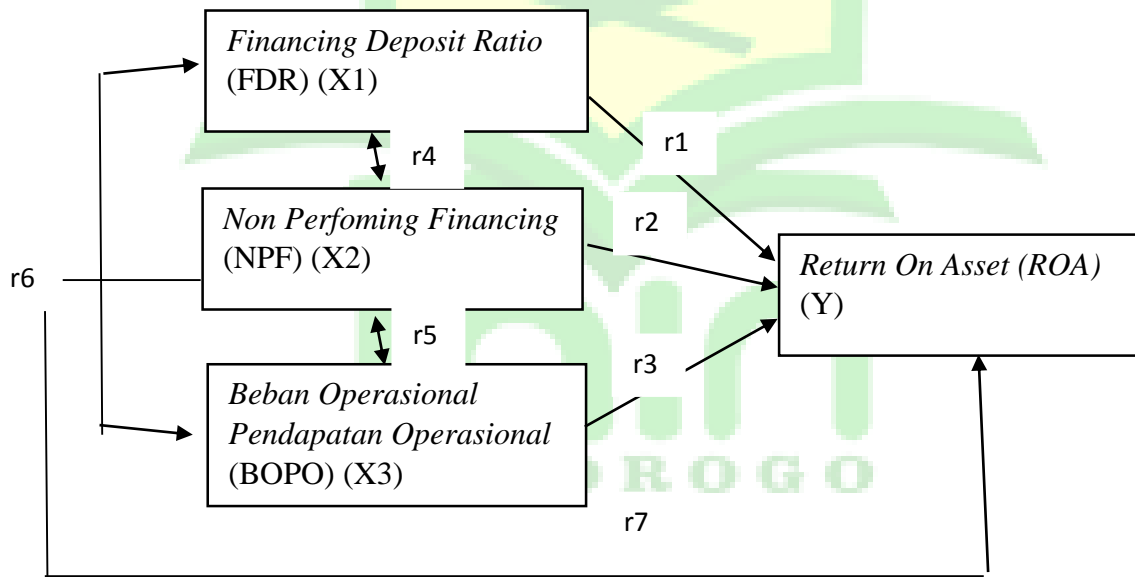 Financing Deposit Ratio
(FDR) (X1)
r1
r4
Non Perfoming Financing
(NPF) (X2)
r2
Return On Asset (ROA)
(Y)
r6
r5
r3
Beban Operasional
Pendapatan Operasional
(BOPO) (X3)
O R O G O
r7